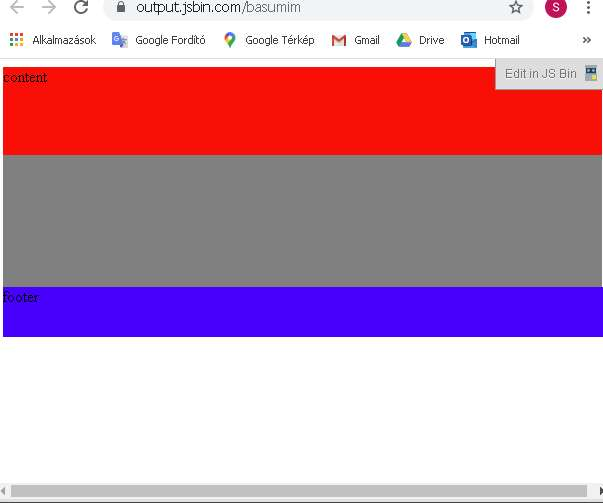 output.jsbin.com/basumim
S
Alkalmazások Google Fordító Google Térkép Gmail Drive Hotmail »
Edit in JS Bin
content
footer